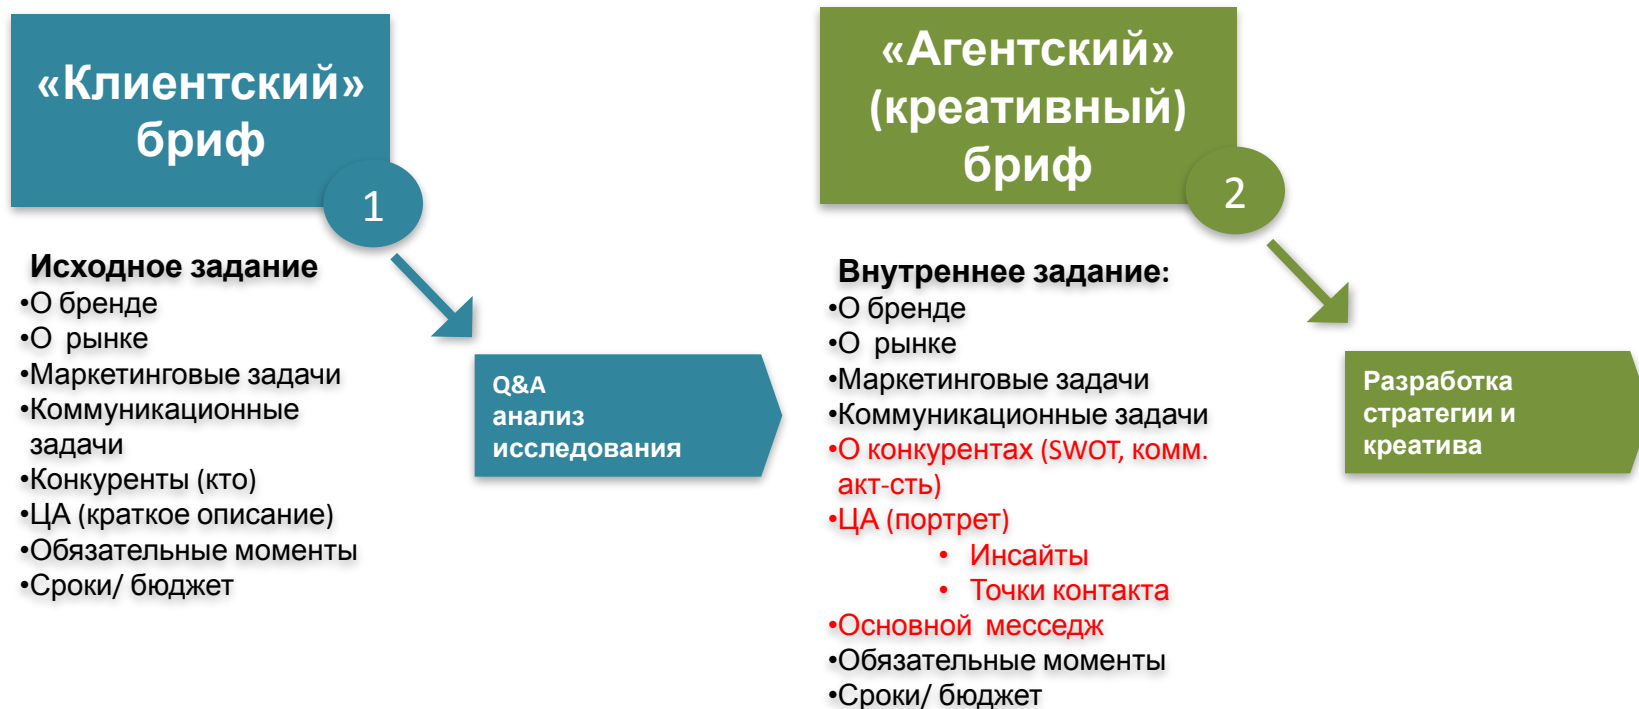 «Клиентский»
бриф
1
Исходное задание
•О бренде
•О рынке
•Маркетинговые задачи
•Коммуникационные
задачи
•Конкуренты (кто)
•ЦА (краткое описание)
•Обязательные моменты
•Сроки/ бюджет
Q&A
анализ
исследования
«Агентский»
(креативный)
бриф
2
Внутреннее задание:
•О бренде
•О рынке
•Маркетинговые задачи
•Коммуникационные задачи
•О конкурентах (SWOT, комм.
акт-сть)
•ЦА (портрет)
• Инсайты
• Точки контакта
•Основной месседж
•Обязательные моменты
•Сроки/ бюджет
Разработка
стратегии и
креатива